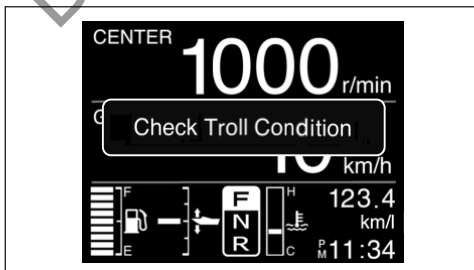 CENTER
1000 r/min
G
Check Troll Condition
km/h
F
E
F
N
R
H
C
123.4
km/l
PM 11:34